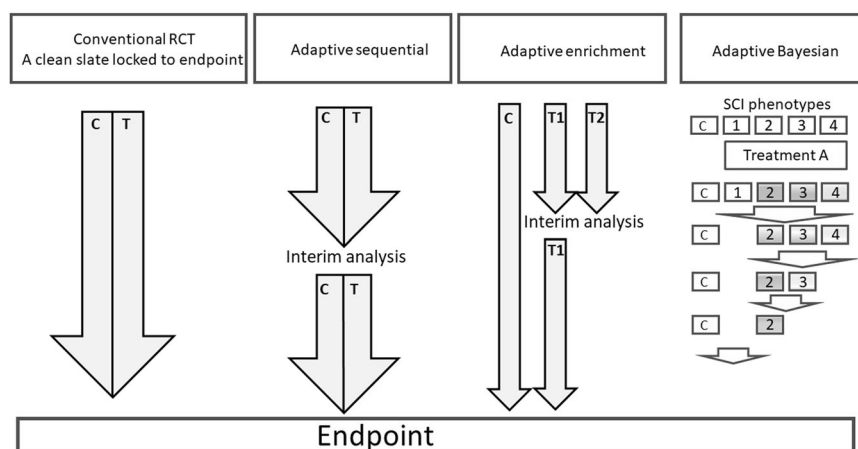 Conventional RCT
A clean slate locked to endpoint
Adaptive sequential
Adaptive enrichment
Adaptive Bayesian
C T
Interim analysis
C T
C T
C T1 T2
Interim analysis
T1
SCI phenotypes
C 1 2 3 4
Treatment A
C 1 2 3 4
C 2 3 4
C 2 3
C 2
Endpoint